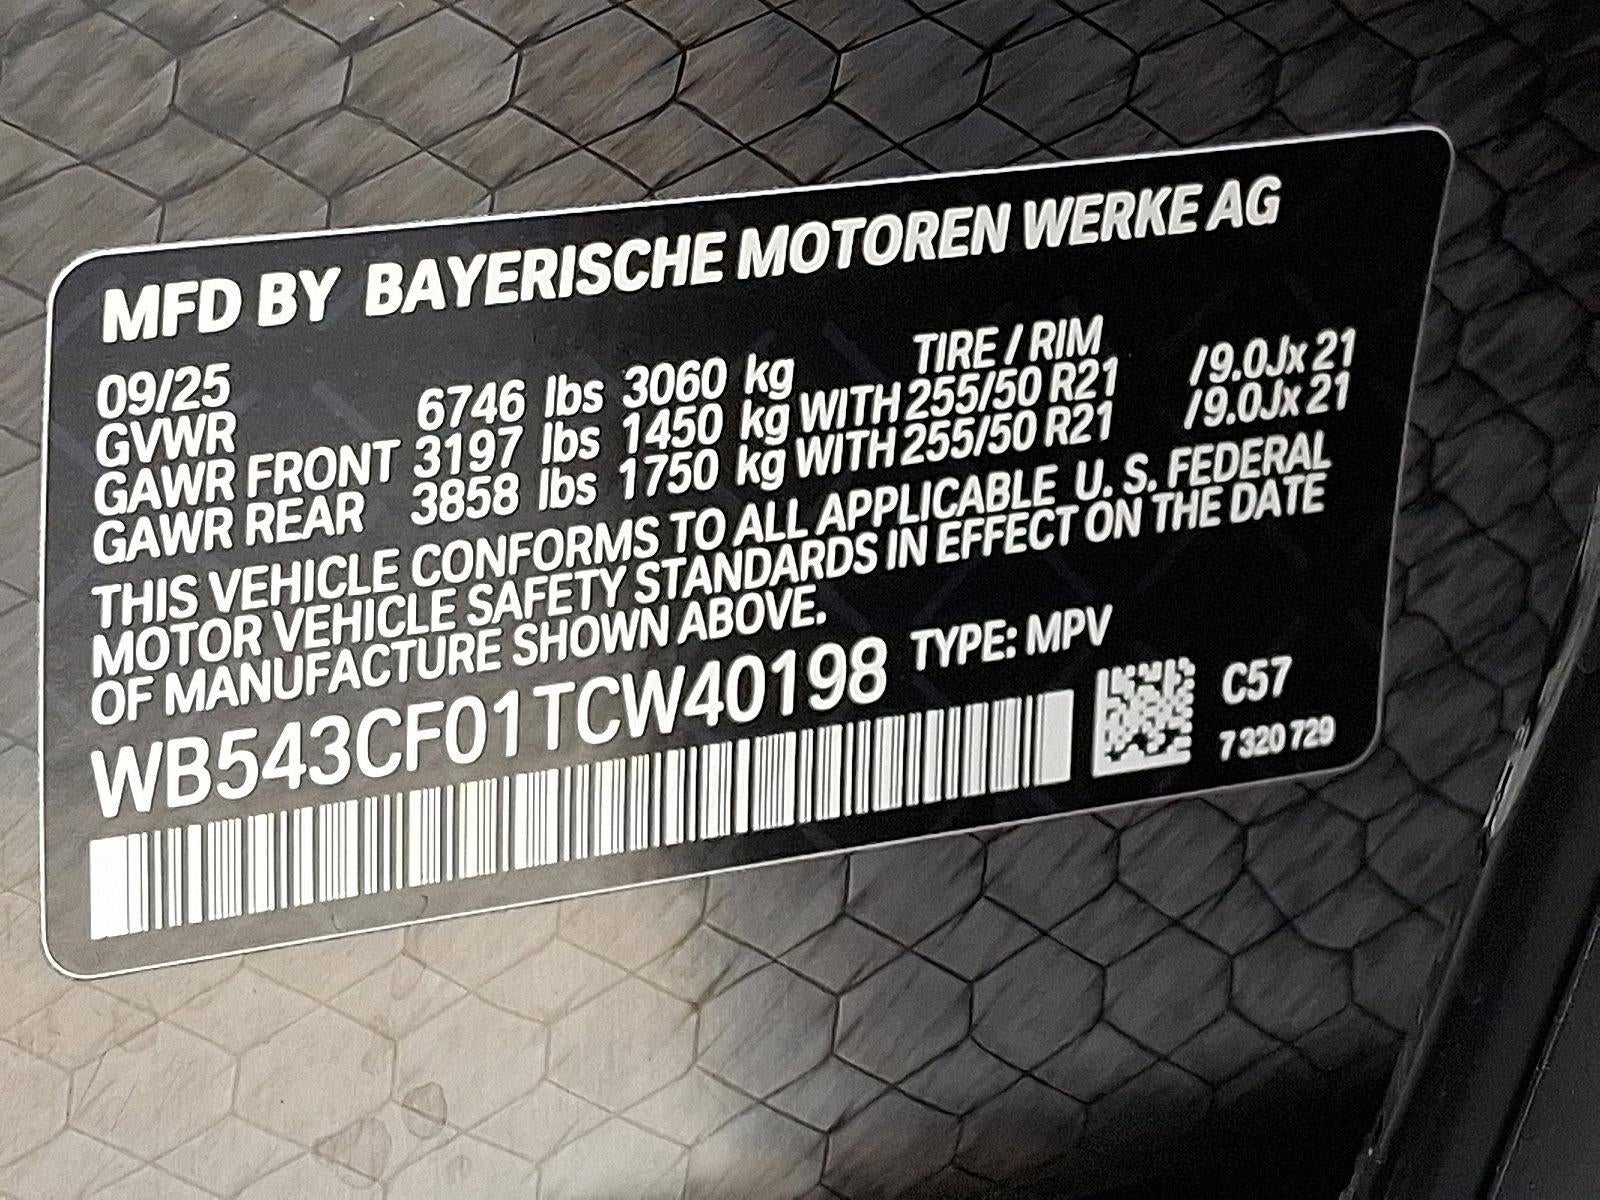 MFD BY BAYERISCHE MOTOREN WERKE AG
09/25 TIRE / RIM
GVWR 6746 lbs 3060 kg
GAWR FRONT 3197 lbs 1450 kg WITH 255/50 R21 /9.0Jx 21
GAWR REAR 3858 lbs 1750 kg WITH 255/50 R21 /9.0Jx 21
THIS VEHICLE CONFORMS TO ALL APPLICABLE U. S. FEDERAL
MOTOR VEHICLE SAFETY STANDARDS IN EFFECT ON THE DATE
OF MANUFACTURE SHOWN ABOVE.
WB543CF01TCW40198 TYPE: MPV
C57
7 320 729